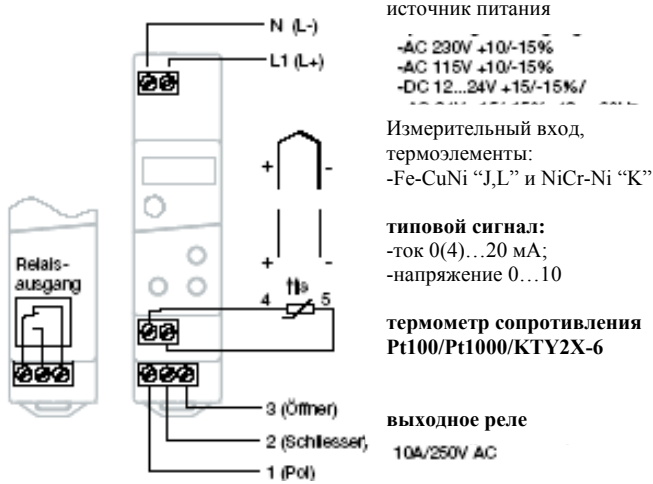 источник питания
N (L-)
L1 (L+)
-AC 230V +10/-15%
-AC 115V +10/-15%
-DC 12...24V +15/-15%/
Измерительный вход,
термоэлементы:
-Fe-CuNi “J,L” и NiCr-Ni “K”
+ -
типовой сигнал:
-ток 0(4)…20 мА;
-напряжение 0…10
+ -
Relais-
ausgang
4 5
термометр сопротивления
Pt100/Pt1000/KTY2X-6
3 (Öffner)
2 (Schliesser)
1 (Pol)
выходное реле
10A/250V AC